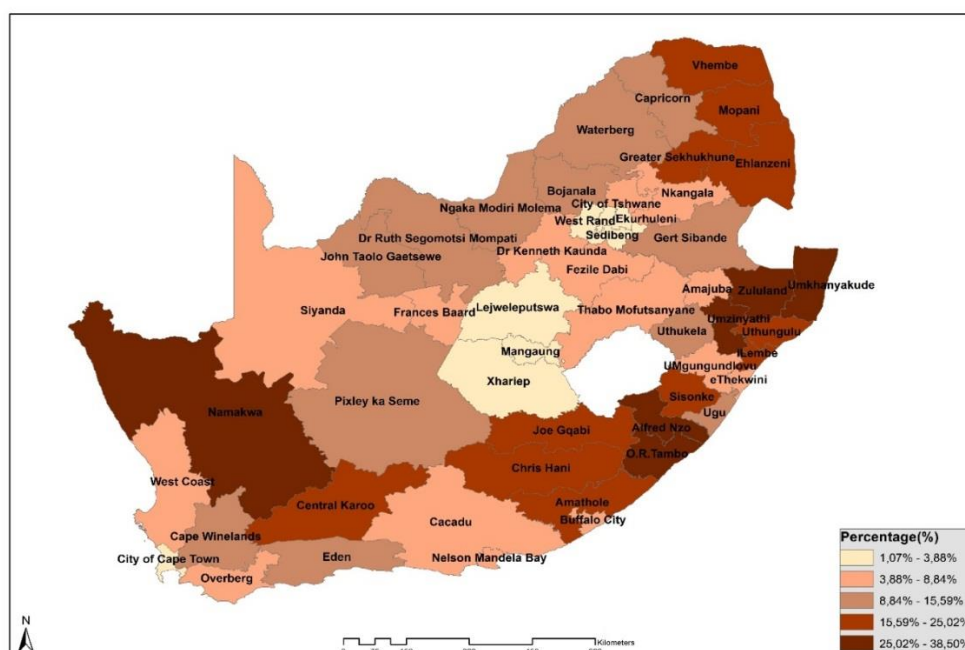 Vhembe
Capricorn
Mopani
Waterberg
Greater Sekhukhune
Ehlanzeni
Bojanala
Nkangala
City of Tshwane
Ngaka Modiri Molema
West Rand
Ekurhuleni
Sedibeng
Gert Sibande
Dr Ruth Segomotsi Mompati
Dr Kenneth Kaunda
John Taolo Gaetsewe
Fezile Dabi
Amajuba
Zululand
Umkhanyakude
Siyanda
Frances Baard
Lejweleputswa
Thabo Mofutsanyane
Umzinyathi
Uthukela
Uthungulu
Mangaung
iLembe
UMgungundlovu
eThekwini
Xhariep
Sisonke
Namakwa
Pixley ka Seme
Ugu
Joe Gqabi
Alfred Nzo
O.R.Tambo
Chris Hani
West Coast
Central Karoo
Amathole
Buffalo City
Cape Winelands
Cacadu
City of Cape Town
Eden
Nelson Mandela Bay
Overberg
Percentage(%)
1,07% - 3,88%
3,88% - 8,84%
8,84% - 15,59%
15,59% - 25,02%
25,02% - 38,50%
N
Kilometers